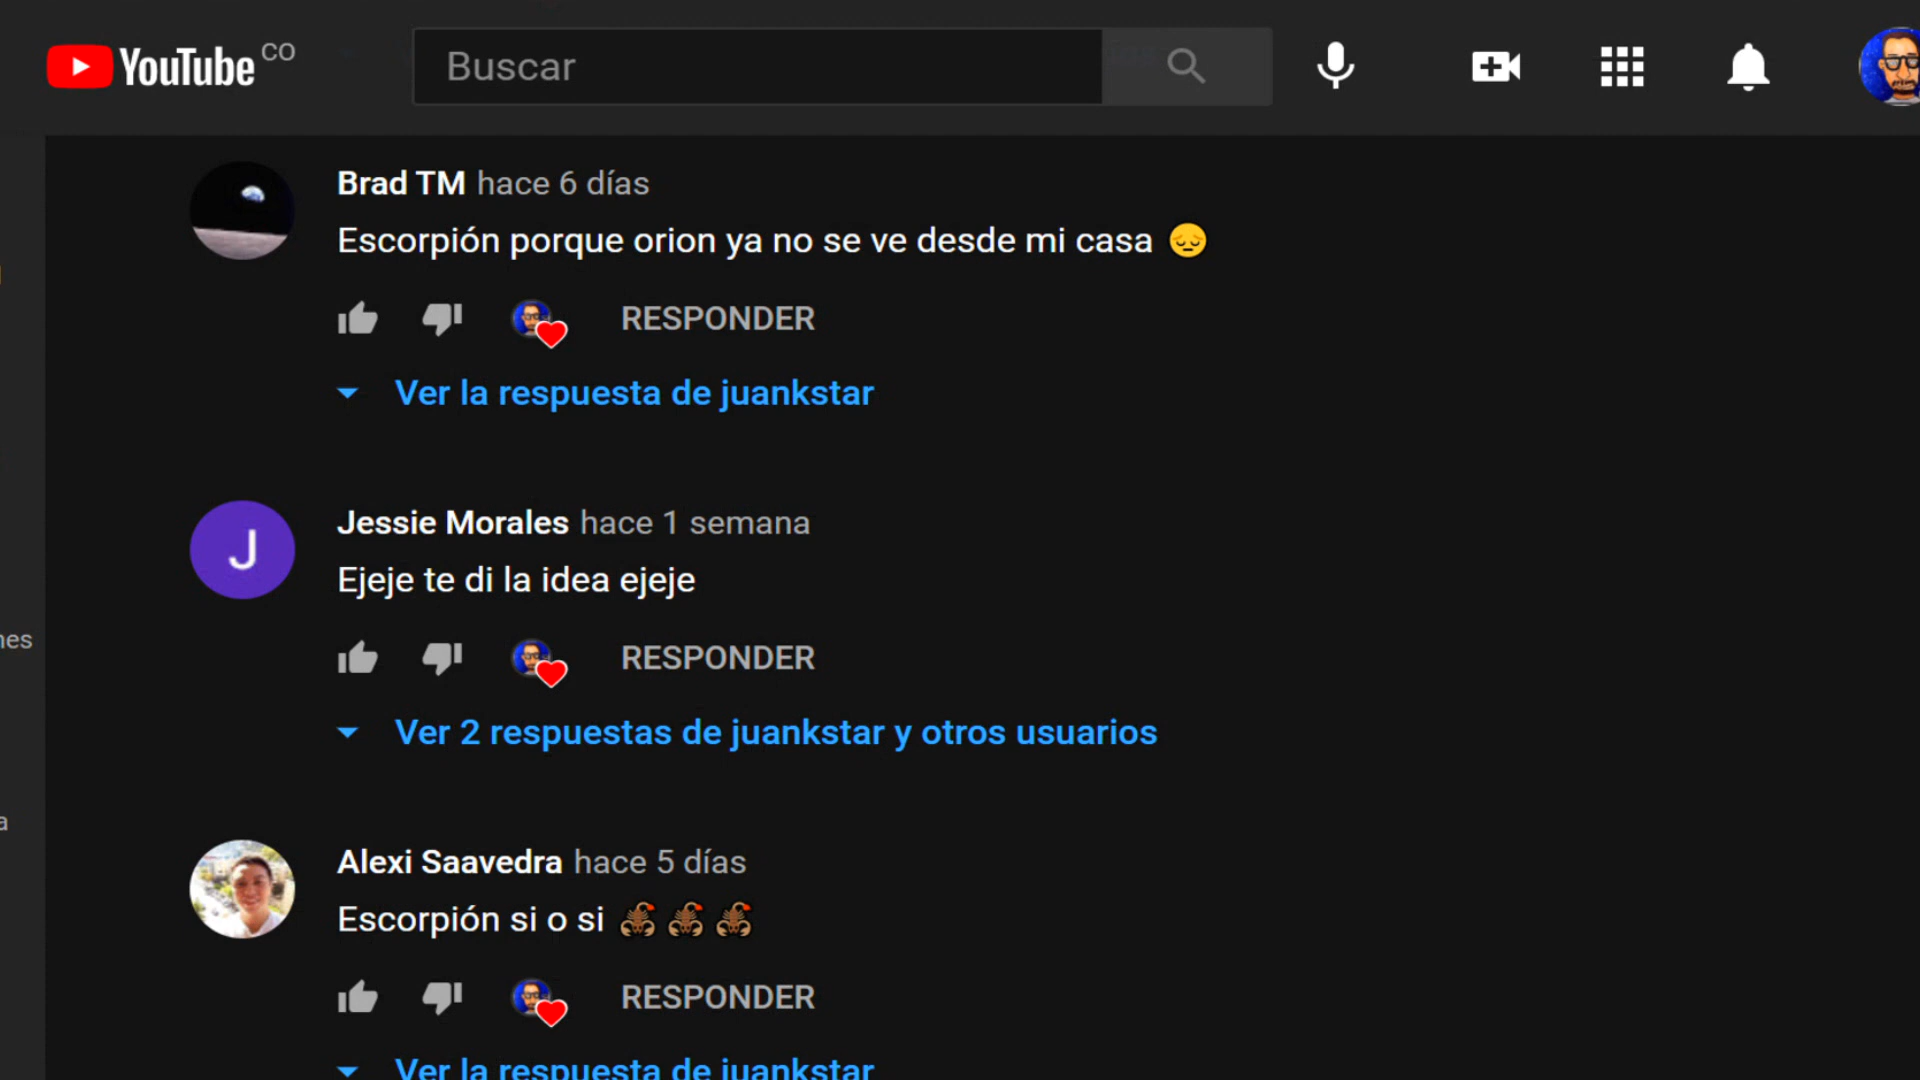 YouTube CO
Buscar
Brad TM hace 6 días
Escorpión porque orion ya no se ve desde mi casa 😔
RESPONDER
Ver la respuesta de juankstar
J
Jessie Morales hace 1 semana
Ejeje te di la idea ejeje
RESPONDER
nes
Ver 2 respuestas de juankstar y otros usuarios
a
Alexi Saavedra hace 5 días
Escorpión si o si 🦂 🦂 🦂
RESPONDER
Ver la respuesta de juankstar